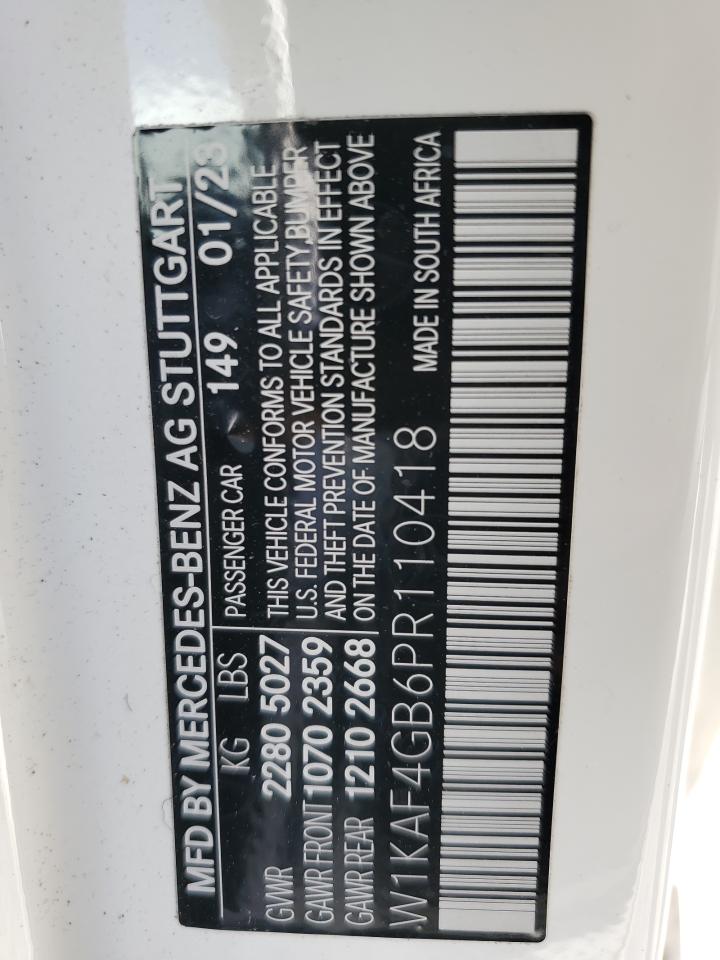 MFD BY MERCEDES-BENZ AG STUTTGART
KG LBS PASSENGER CAR 149 01/23
GVWR 2280 5027 THIS VEHICLE CONFORMS TO ALL APPLICABLE
GAWR FRONT 1070 2359 U.S. FEDERAL MOTOR VEHICLE SAFETY, BUMPER
GAWR REAR 1210 2668 AND THEFT PREVENTION STANDARDS IN EFFECT
ON THE DATE OF MANUFACTURE SHOWN ABOVE
W1KAF4GB6PR110418 MADE IN SOUTH AFRICA